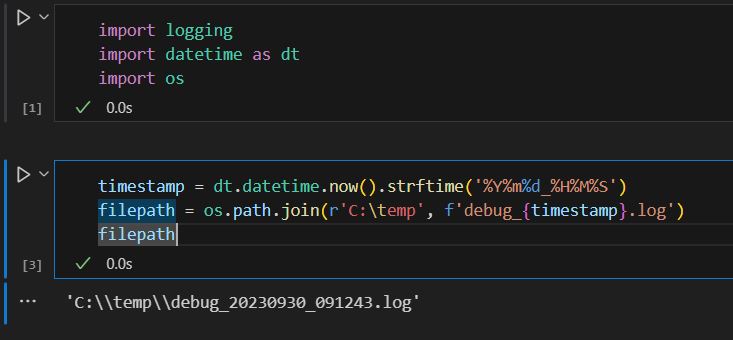 import logging
import datetime as dt
import os
[1] 0.0s
timestamp = dt.datetime.now().strftime('%Y%m%d_%H%M%S')
filepath = os.path.join(r'C:\temp', f'debug_{timestamp}.log')
filepath
[3] 0.0s
... 'C:\\temp\\debug_20230930_091243.log'